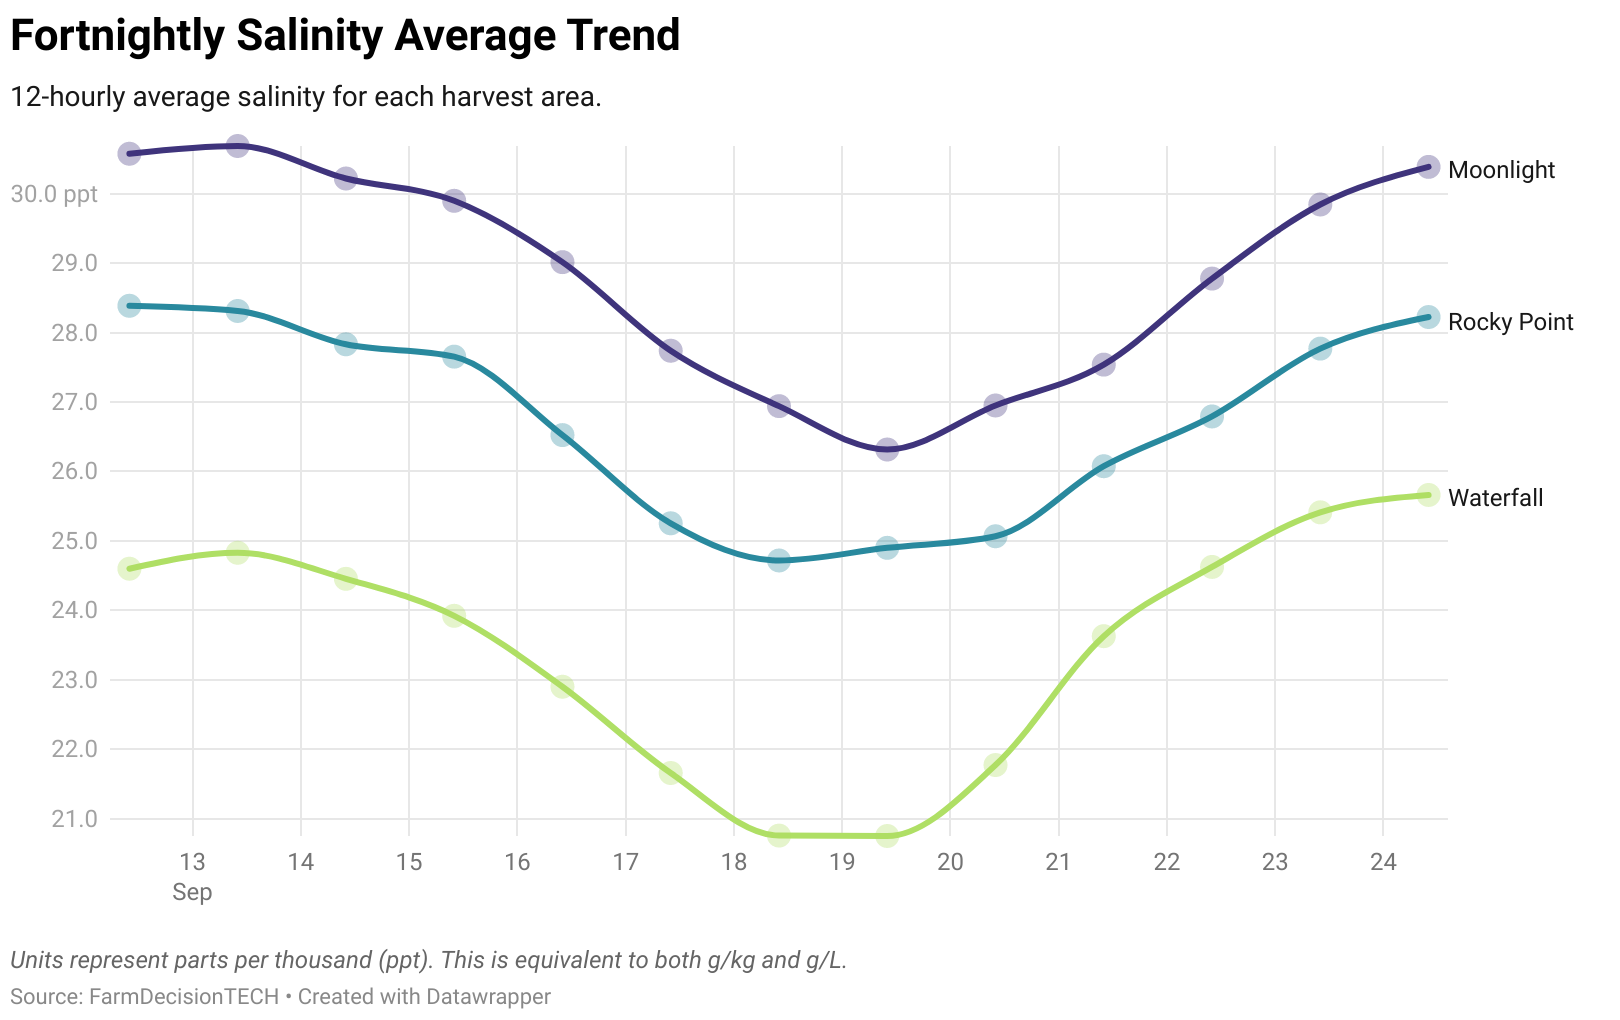 Fortnightly Salinity Average Trend
12-hourly average salinity for each harvest area.
Moonlight
30.0 ppt
29.0
Rocky Point
28.0
27.0
26.0
Waterfall
25.0
24.0
23.0
22.0
21.0
13 14 15 16 17 18 19 20 21 22 23 24
Sep
Units represent parts per thousand (ppt). This is equivalent to both g/kg and g/L.
Source: FarmDecisionTECH • Created with Datawrapper